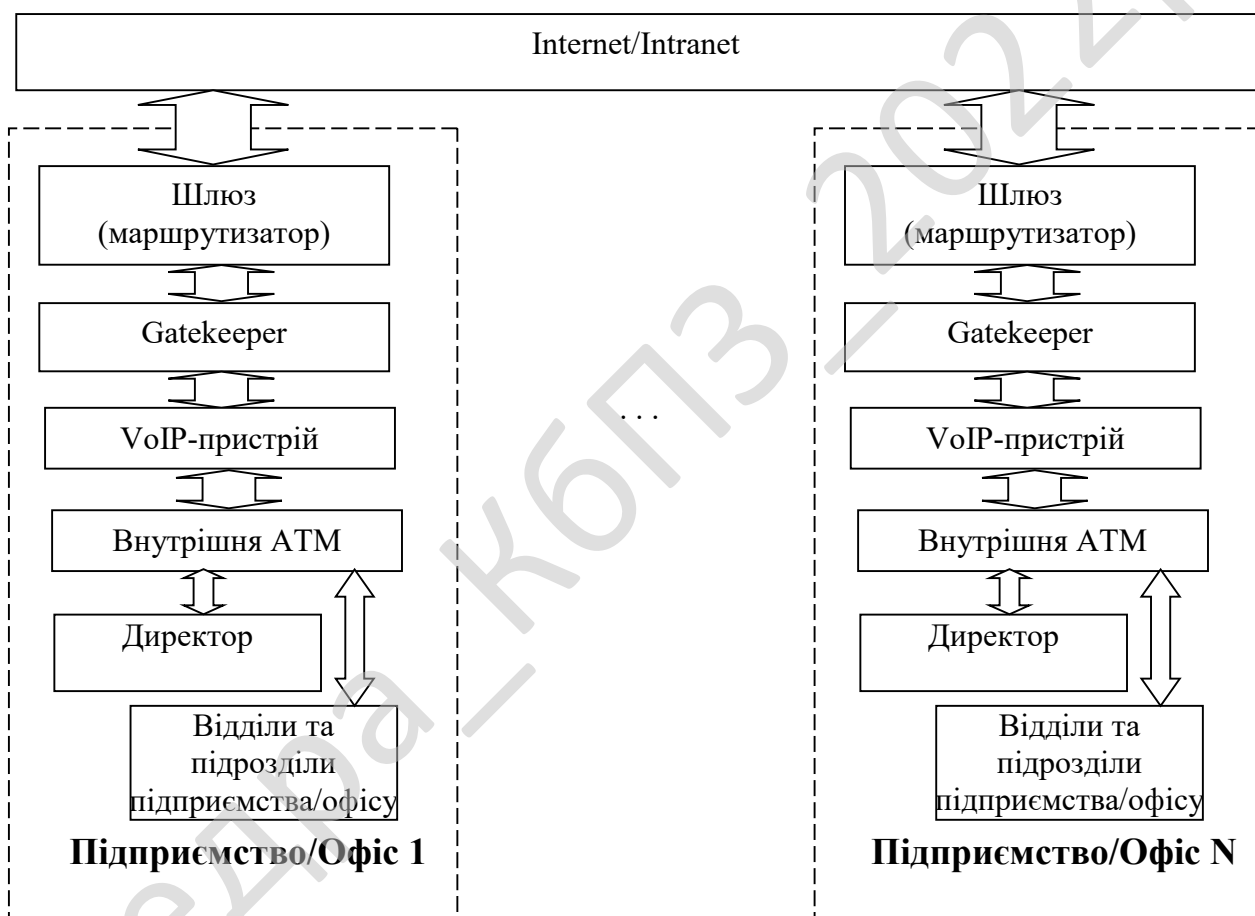 Internet/Intranet
Шлюз
(маршрутизатор)
Gatekeeper
VoIP-пристрій
Внутрішня АТМ
Директор
Відділи та
підрозділи
підприємства/офісу
Підприємство/Офіс 1
. . .
Шлюз
(маршрутизатор)
Gatekeeper
VoIP-пристрій
Внутрішня АТМ
Директор
Відділи та
підрозділи
підприємства/офісу
Підприємство/Офіс N